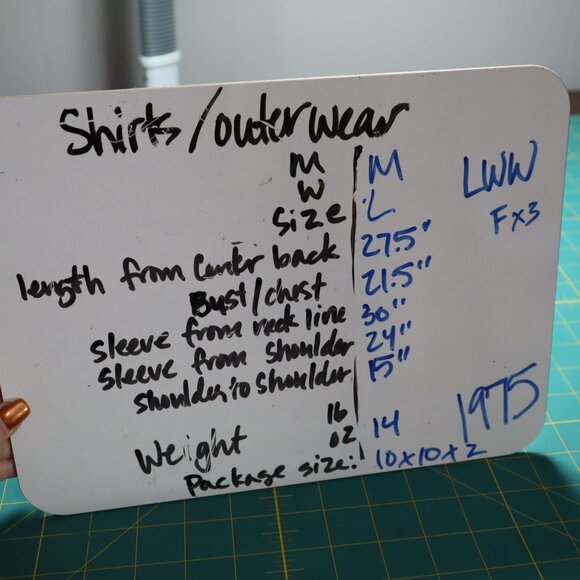 Shirts/outerwear
M M LWW
W
Size L FX3
length from Center back 27.5"
Bust/chest 21.5"
sleeve from neck line 30"
sleeve from shoulder 24"
shoulder to shoulder 15"
lb
Weight oz 14 1975
Package size: 10x10x2